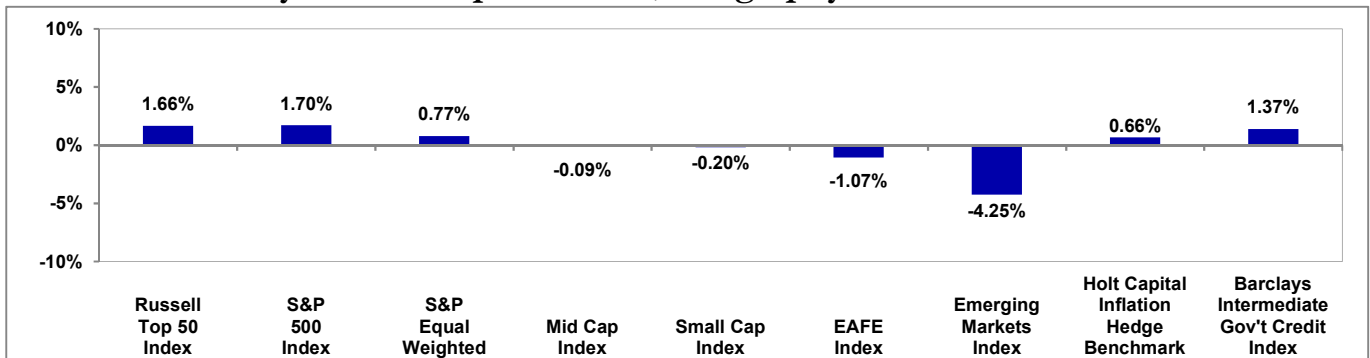 10%
5%
0%
-5%
-10%
1.66%
1.70%
0.77%
-0.09%
-0.20%
-1.07%
-4.25%
0.66%
1.37%
Russell
Top 50
Index
S&P
500
Index
S&P
Equal
Weighted
Mid Cap
Index
Small Cap
Index
EAFE
Index
Emerging
Markets
Index
Holt Capital
Inflation
Hedge
Benchmark
Barclays
Intermediate
Gov't Credit
Index